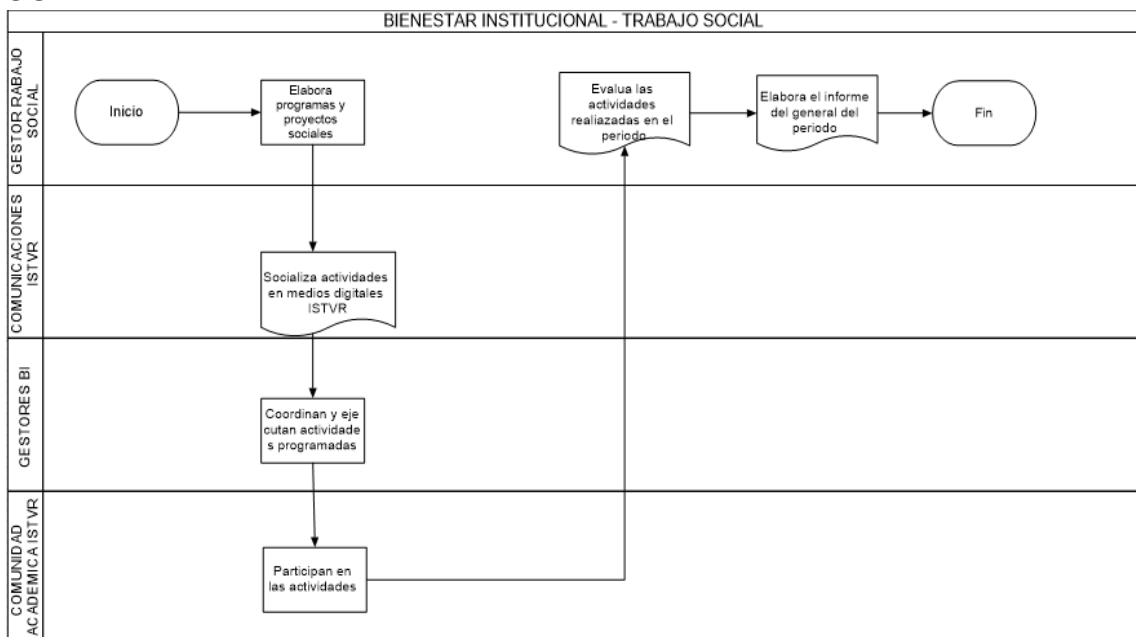 BIENESTAR INSTITUCIONAL - TRABAJO SOCIAL
GESTOR RABAJO
SOCIAL
Inicio
Elabora
programas y
proyectos
sociales
Evalua las
actividades
realiazadas en el
periodo
Elabora el informe
del general del
periodo
Fin
COMUNICACIONES
ISTVR
Socializa actividades
en medios digitales
ISTVR
GESTORES BI
Coordinan y eje
cutan actividade
s programadas
COMUNIDAD
ACADEMICA ISTVR
Participan en
las actividades